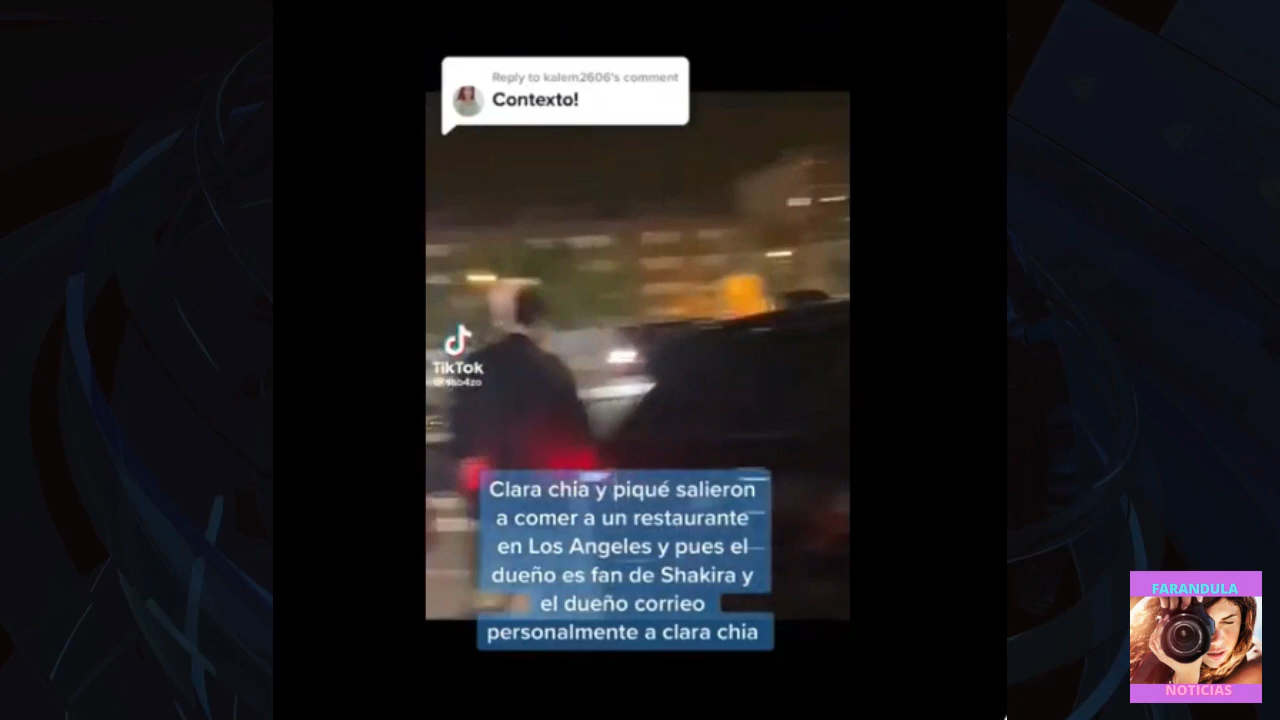 Reply to kalem2606's comment
Contexto!
TikTok
Clara chia y piqué salieron
a comer a un restaurante
en Los Angeles y pues el
dueño es fan de Shakira y
el dueño corrieo
personalmente a clara chia
FARANDULA
NOTICIAS